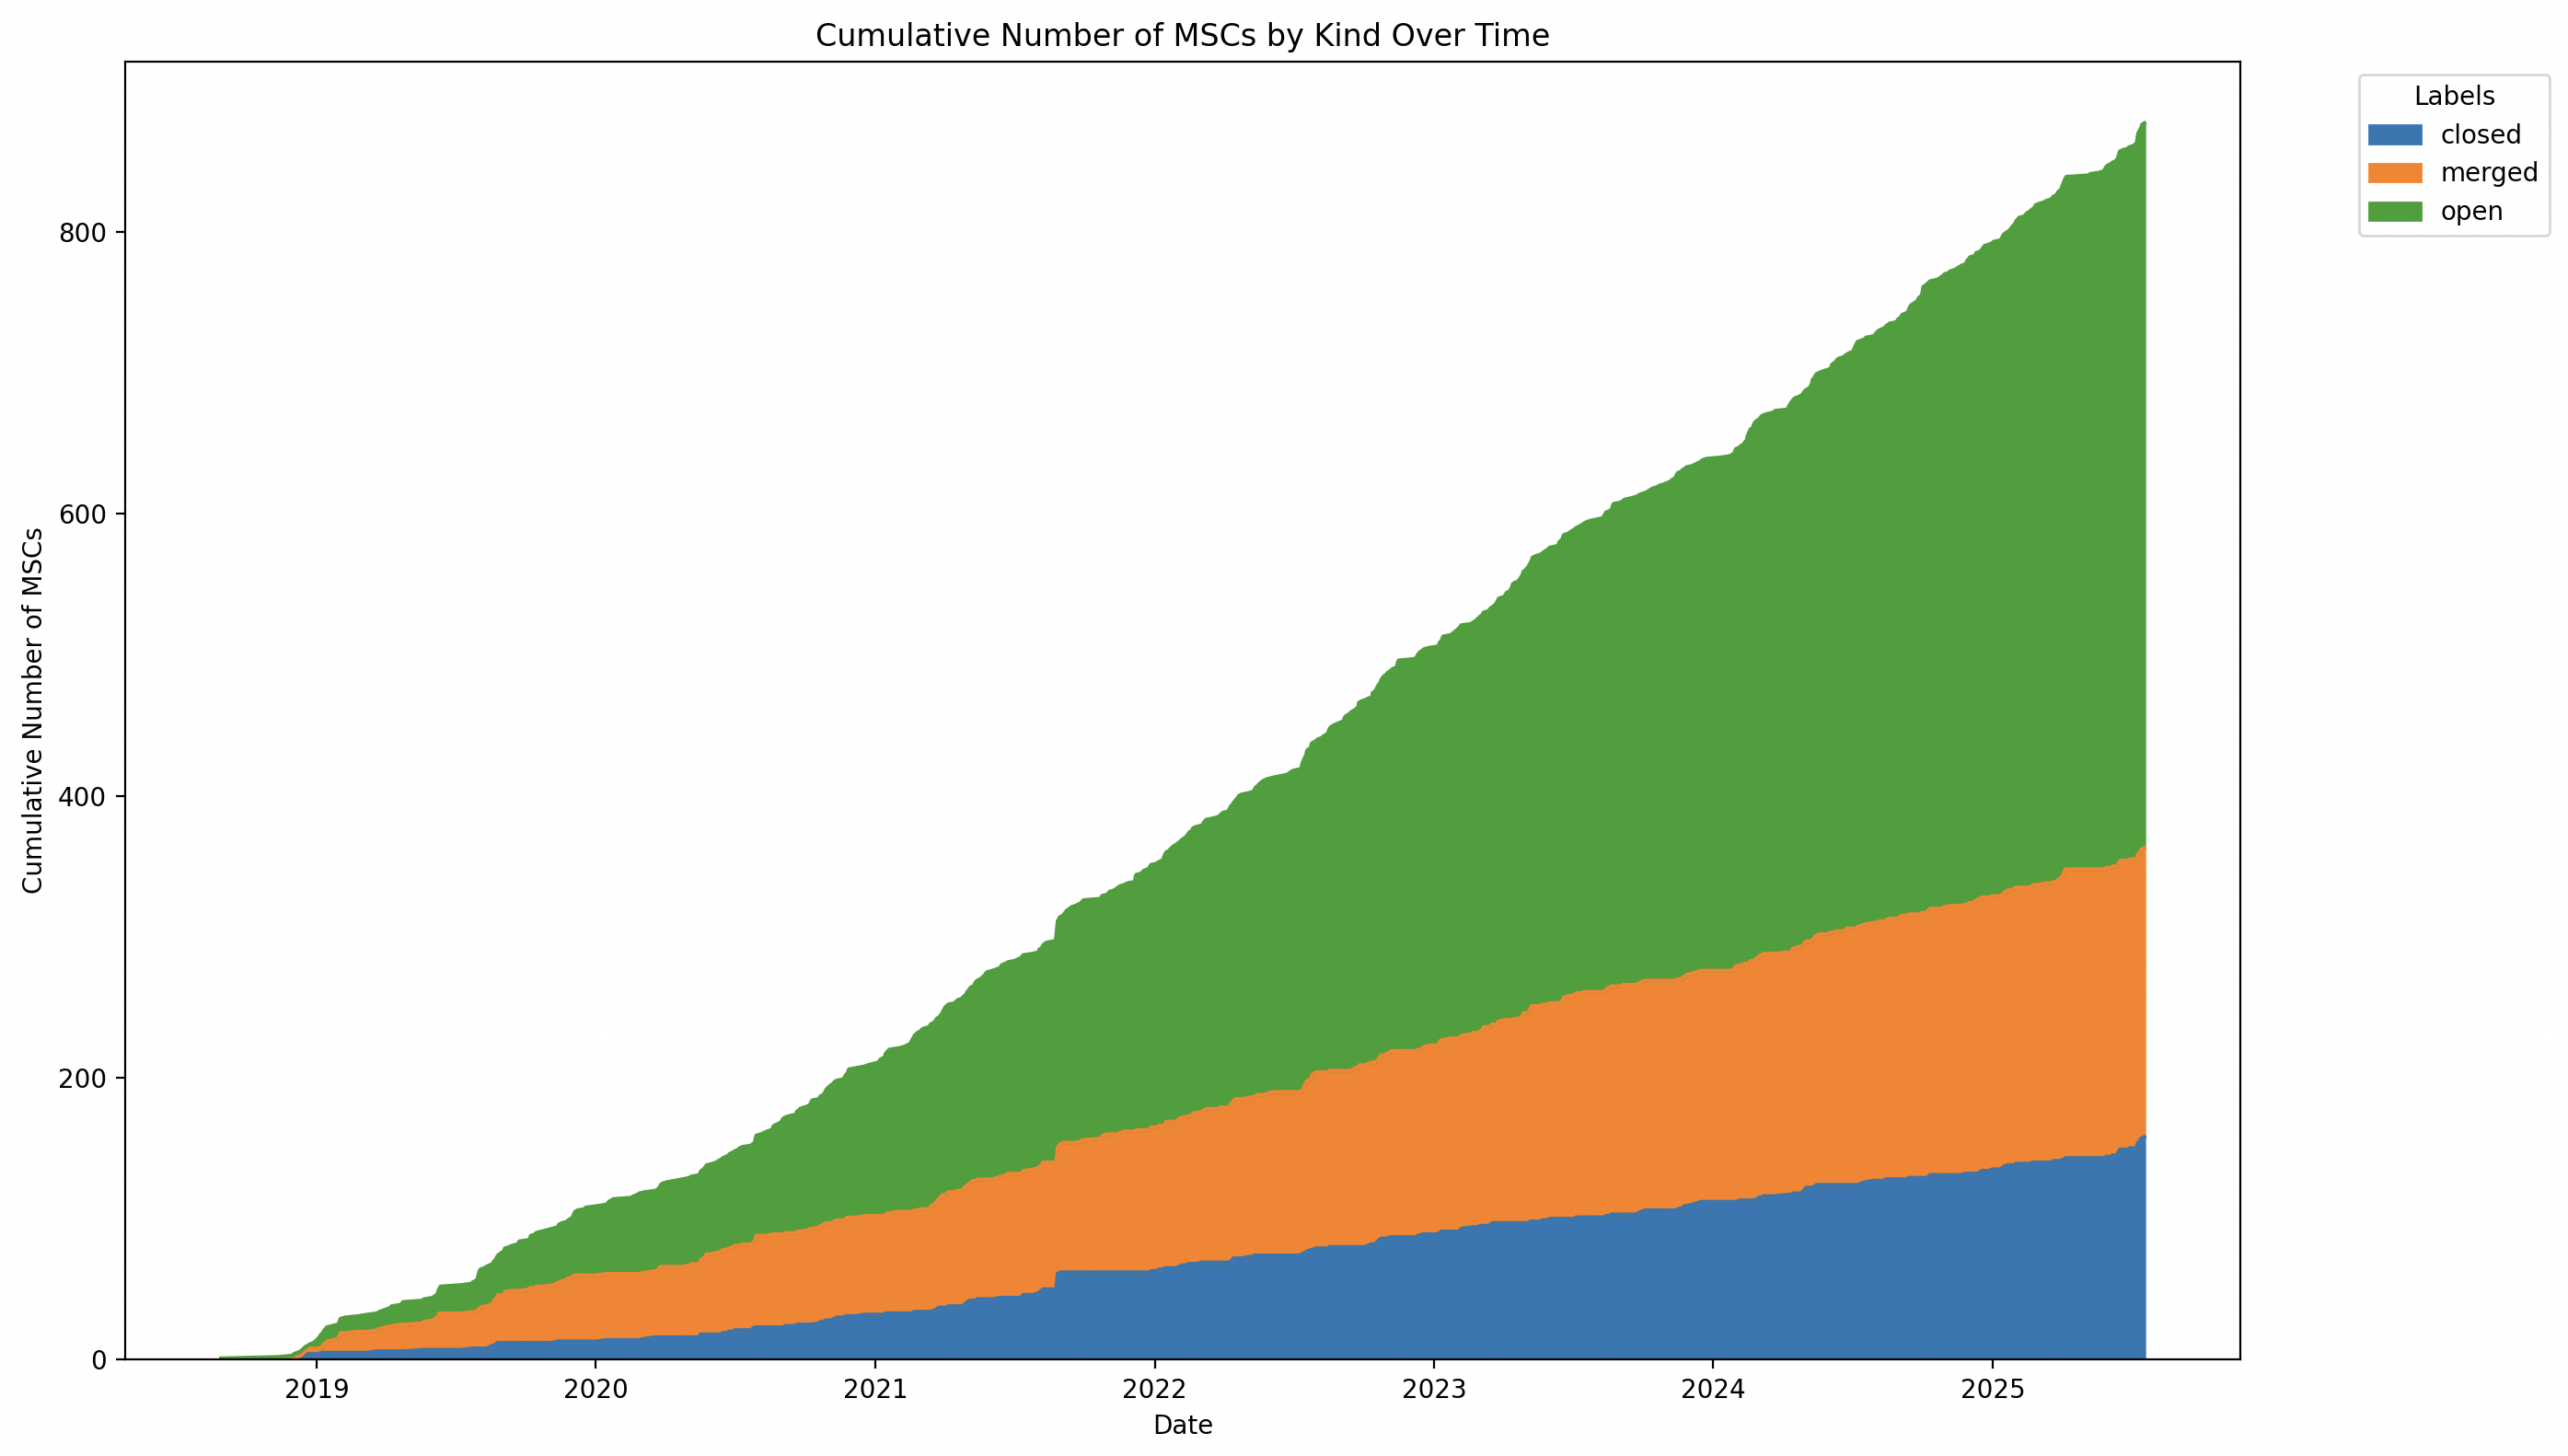 Cumulative Number of MSCs by Kind Over Time
Labels
closed
merged
open
Cumulative Number of MSCs
800
600
400
200
0
2019 2020 2021 2022 2023 2024 2025
Date